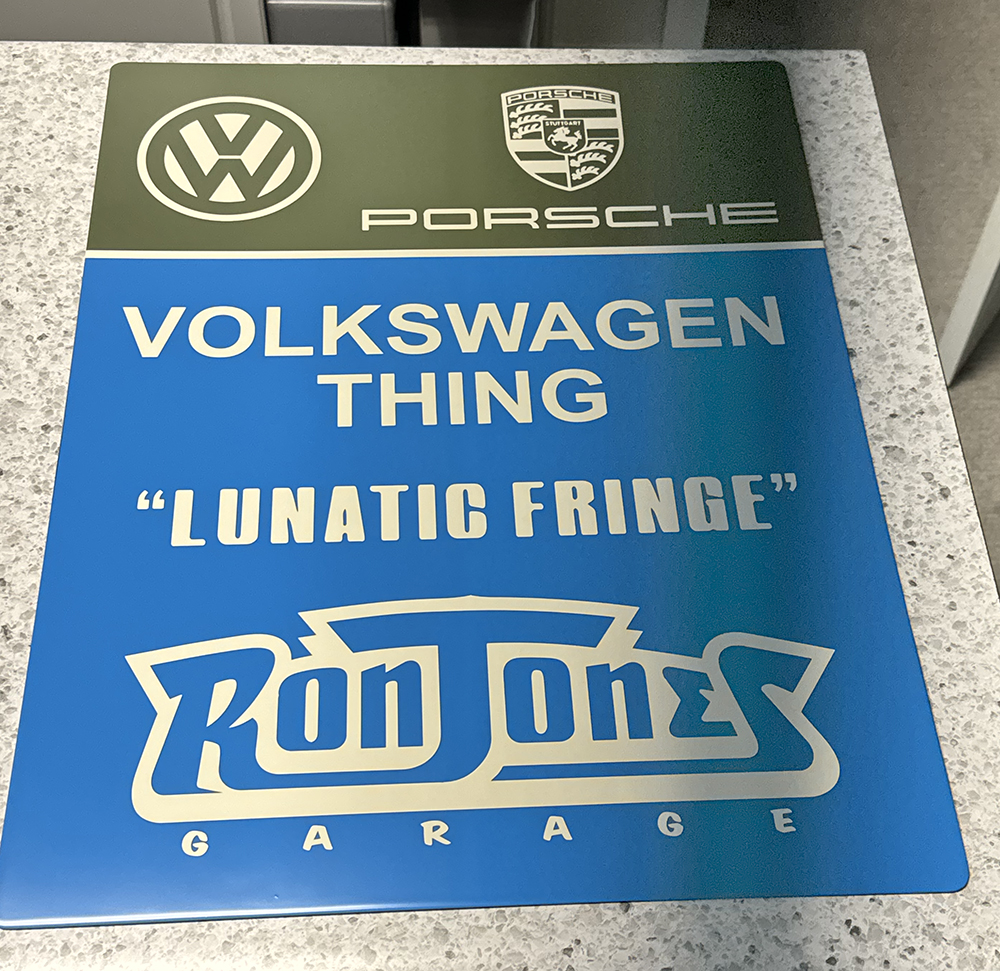 PORSCHE
STUTTGART
PORSCHE
VOLKSWAGEN
THING
“LUNATIC FRINGE”
RON JONES
GARAGE